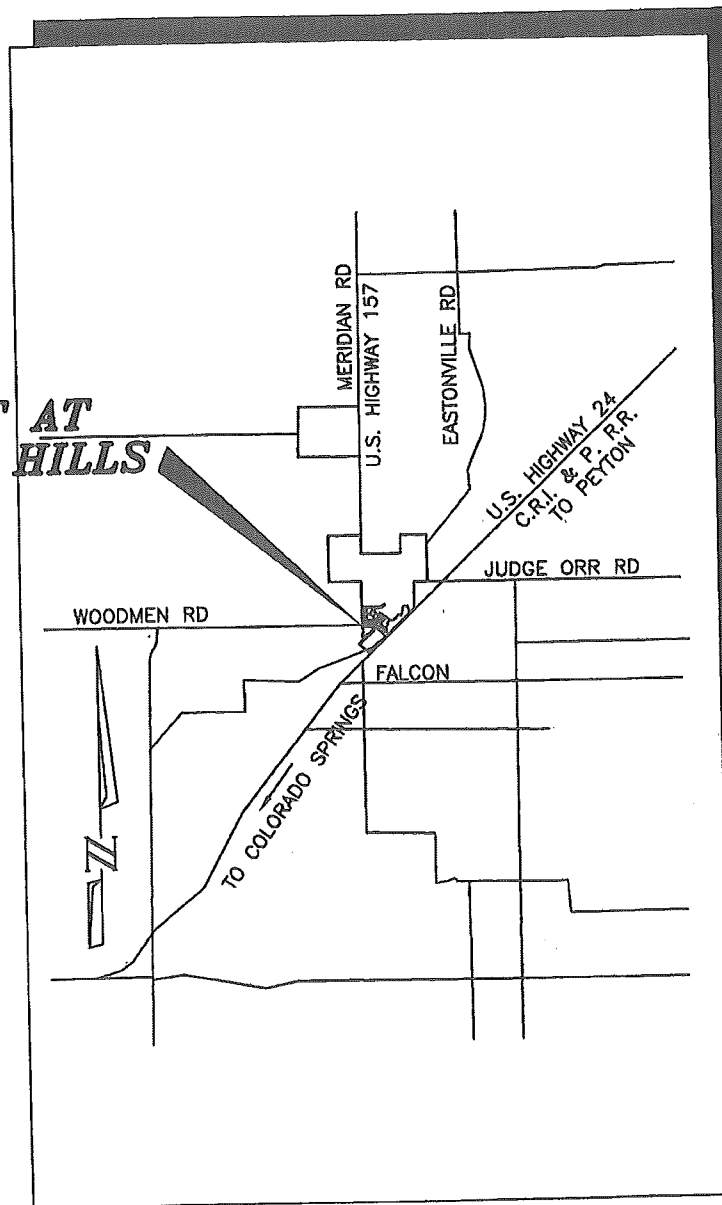 MERIDIAN RD
U.S. HIGHWAY 157
EASTONVILLE RD
AT
HILLS
U.S. HIGHWAY 24
C.R.I. & P. R.R.
TO PEYTON
JUDGE ORR RD
WOODMEN RD
FALCON
TO COLORADO SPRINGS
N